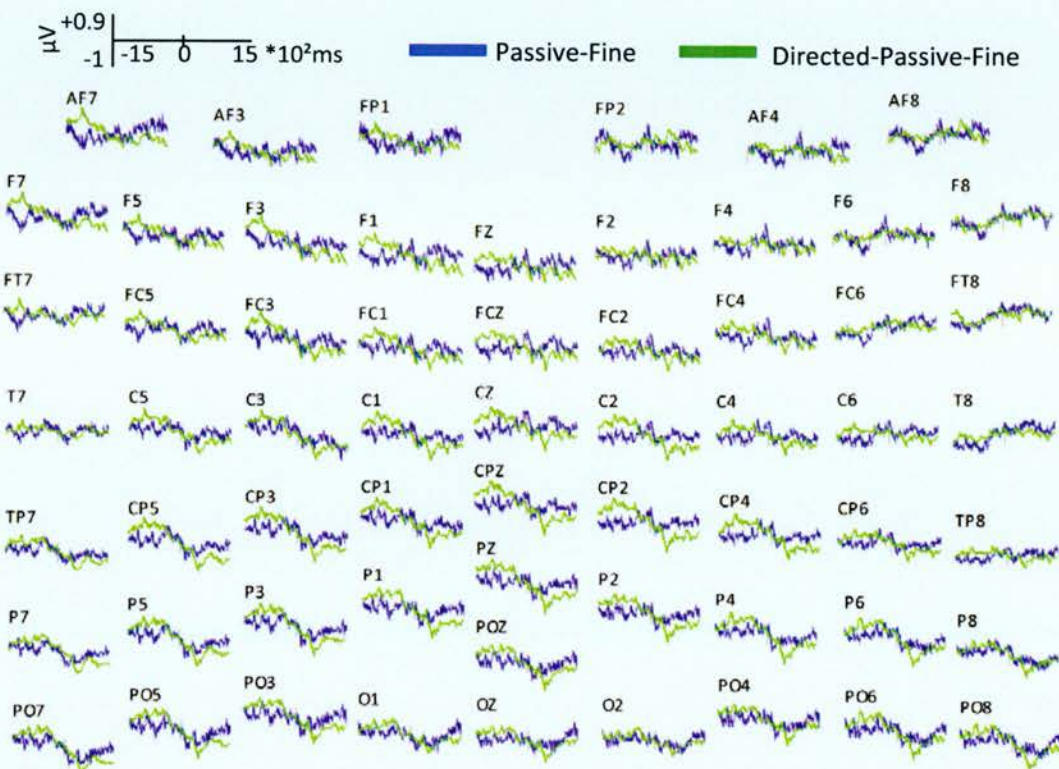 μV
+0.9
-1
-15 0 15 *10²ms
Passive-Fine
Directed-Passive-Fine
AF7 AF3 FP1 FP2 AF4 AF8
F7 F5 F3 F1 FZ F2 F4 F6 F8
FT7 FC5 FC3 FC1 FCZ FC2 FC4 FC6 FT8
T7 C5 C3 C1 CZ C2 C4 C6 T8
TP7 CP5 CP3 CP1 CPZ CP2 CP4 CP6 TP8
P7 P5 P3 P1 PZ P2 P4 P6 P8
POZ
PO7 PO5 PO3 O1 OZ O2 PO4 PO6 PO8